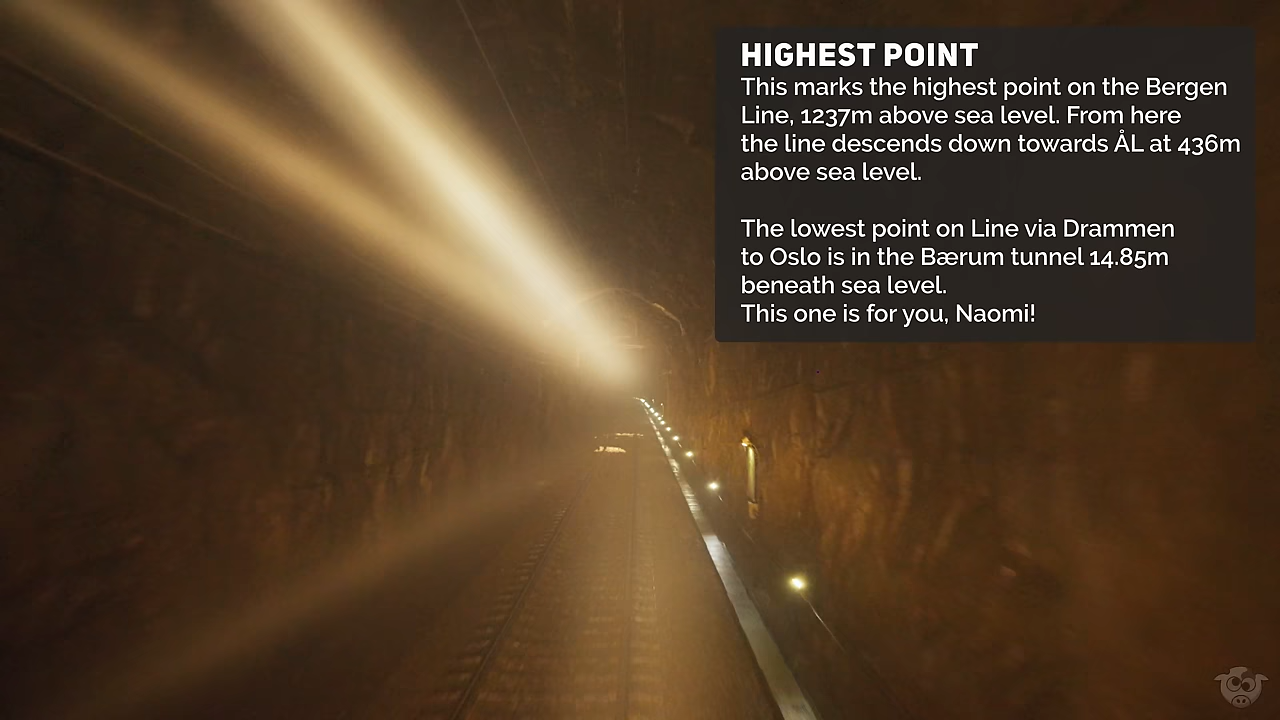 HIGHEST POINT
This marks the highest point on the Bergen
Line, 1237m above sea level. From here
the line descends down towards ÅL at 436m
above sea level.
The lowest point on Line via Drammen
to Oslo is in the Bærum tunnel 14.85m
beneath sea level.
This one is for you, Naomi!